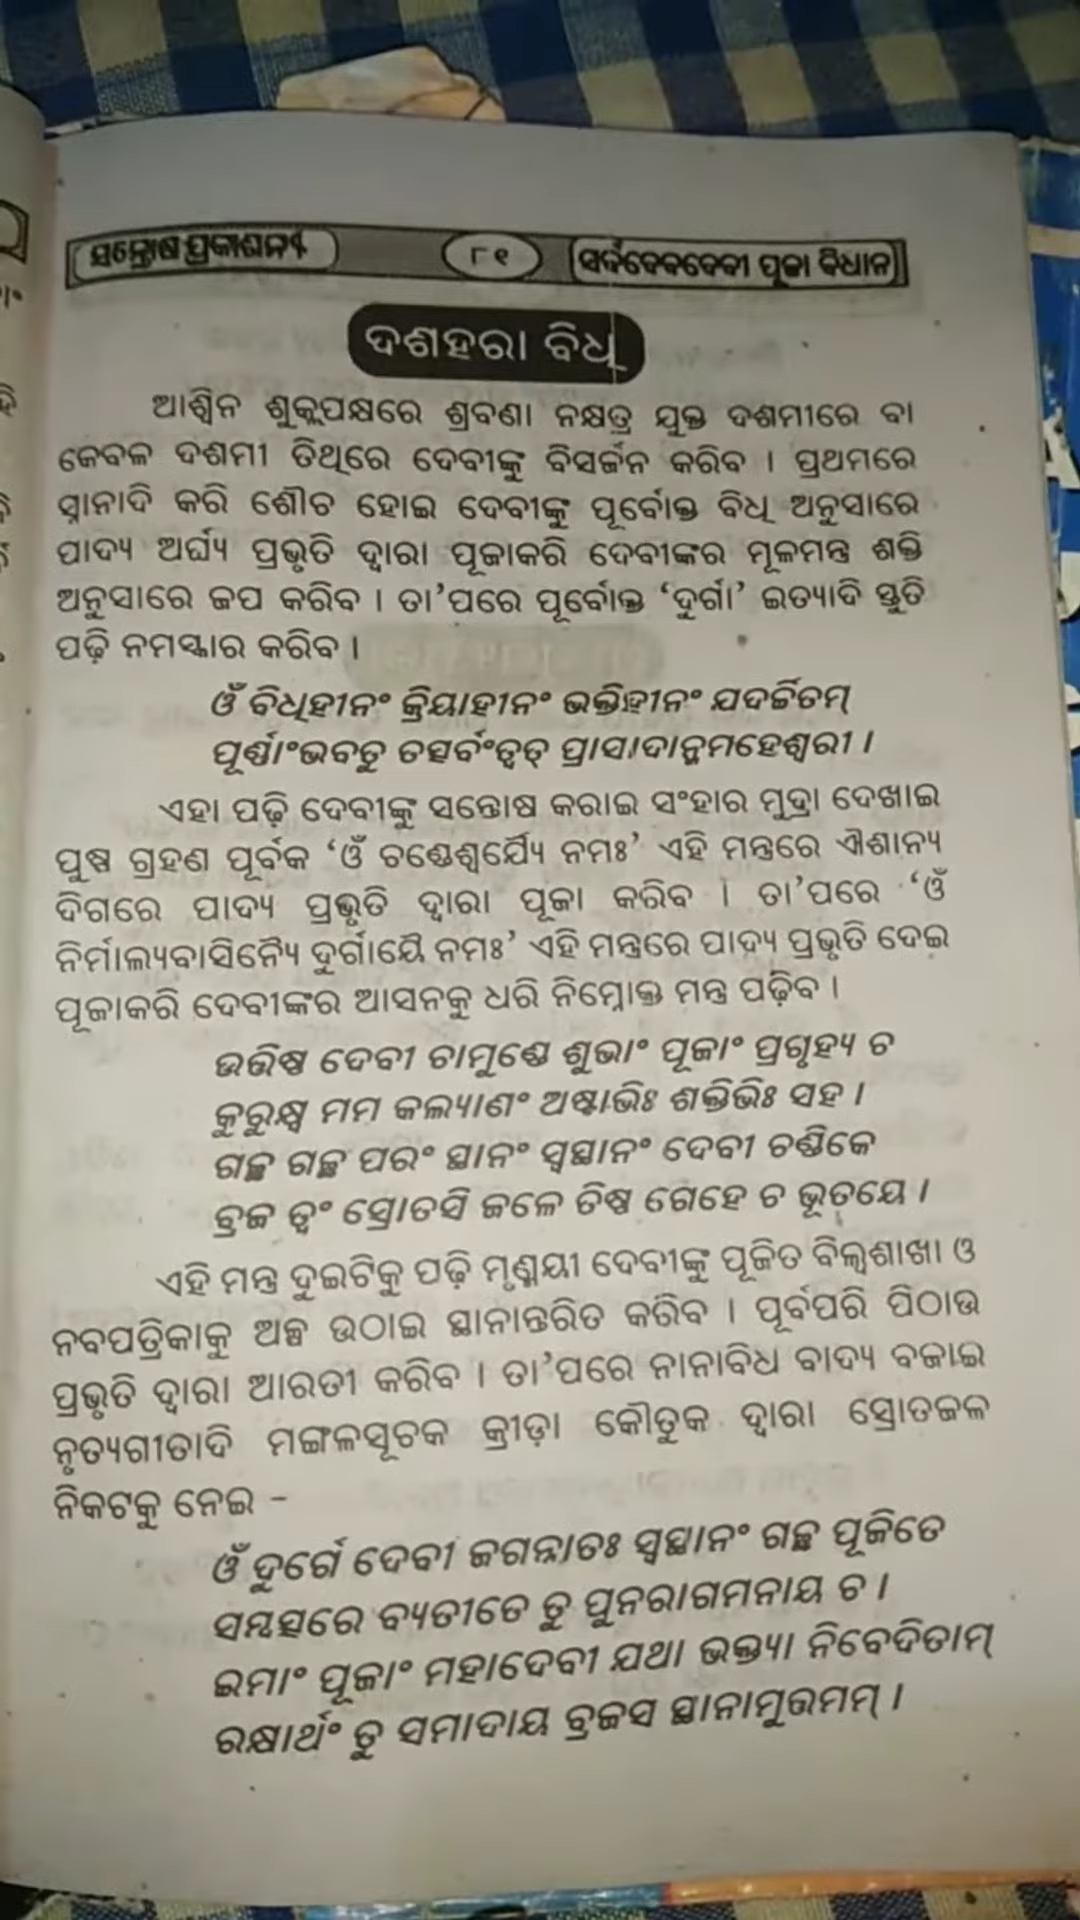 ସନ୍ତୋଷ ପ୍ରକାଶନୀ ୮୧ ସର୍ବଦେବଦେବୀ ପୂଜା ବିଧାନ
ଦଶହରା ବିଧି
ଆଶ୍ୱିନ ଶୁକ୍ଲପକ୍ଷରେ ଶ୍ରବଣା ନକ୍ଷତ୍ର ଯୁକ୍ତ ଦଶମୀରେ ବା
କେବଳ ଦଶମୀ ତିଥିରେ ଦେବୀଙ୍କୁ ବିସର୍ଜନ କରିବ । ପ୍ରଥମରେ
ସ୍ନାନାଦି କରି ଶୌଚ ହୋଇ ଦେବୀଙ୍କୁ ପୂର୍ବୋକ୍ତ ବିଧି ଅନୁସାରେ
ପାଦ୍ୟ ଅର୍ଘ୍ୟ ପ୍ରଭୃତି ଦ୍ୱାରା ପୂଜାକରି ଦେବୀଙ୍କର ମୂଳମନ୍ତ୍ର ଶକ୍ତି
ଅନୁସାରେ ଜପ କରିବ । ତା’ପରେ ପୂର୍ବୋକ୍ତ ‘ଦୁର୍ଗା’ ଇତ୍ୟାଦି ସ୍ତୁତି
ପଢ଼ି ନମସ୍କାର କରିବ ।
ଓଁ ବିଧିହୀନଂ କ୍ରିୟାହୀନଂ ଭକ୍ତିହୀନଂ ଯଦର୍ଚ୍ଚିତମ୍
ପୂର୍ଣ୍ଣାଂଭବତୁ ତତ୍ସର୍ବଂତ୍ୱତ୍ ପ୍ରାସାଦାନ୍ମହେଶ୍ୱରୀ ।
ଏହା ପଢ଼ି ଦେବୀଙ୍କୁ ସନ୍ତୋଷ କରାଇ ସଂହାର ମୁଦ୍ରା ଦେଖାଇ
ପୁଷ୍ପ ଗ୍ରହଣ ପୂର୍ବକ ‘ଓଁ ଚଣ୍ଡେଶ୍ୱର୍ଯ୍ୟୈ ନମଃ’ ଏହି ମନ୍ତ୍ରରେ ଐଶାନ୍ୟ
ଦିଗରେ ପାଦ୍ୟ ପ୍ରଭୃତି ଦ୍ୱାରା ପୂଜା କରିବ । ତା’ପରେ ‘ଓଁ
ନିର୍ମାଲ୍ୟବାସିନ୍ୟୈ ଦୁର୍ଗାୟୈ ନମଃ’ ଏହି ମନ୍ତ୍ରରେ ପାଦ୍ୟ ପ୍ରଭୃତି ଦେଇ
ପୂଜାକରି ଦେବୀଙ୍କର ଆସନକୁ ଧରି ନିମ୍ନୋକ୍ତ ମନ୍ତ୍ର ପଢ଼ିବ ।
ଉତ୍ତିଷ୍ଠ ଦେବୀ ଚାମୁଣ୍ଡେ ଶୁଭାଂ ପୂଜାଂ ପ୍ରଗୃହ୍ୟ ଚ
କୁରୁକ୍ଷ୍ୱ ମମ କଲ୍ୟାଣଂ ଅଷ୍ଟାଭିଃ ଶକ୍ତିଭିଃ ସହ ।
ଗଚ୍ଛ ଗଚ୍ଛ ପରଂ ସ୍ଥାନଂ ସ୍ୱସ୍ଥାନଂ ଦେବୀ ଚଣ୍ଡିକେ
ବ୍ରଜ ତ୍ୱଂ ସ୍ରୋତସି ଜଳେ ତିଷ୍ଠ ଗେହେ ଚ ଭୂତୟେ ।
ଏହି ମନ୍ତ୍ର ଦୁଇଟିକୁ ପଢ଼ି ମୃଣ୍ମୟୀ ଦେବୀଙ୍କୁ ପୂଜିତ ବିଲ୍ୱଶାଖା ଓ
ନବପତ୍ରିକାକୁ ଅଳ୍ପ ଉଠାଇ ସ୍ଥାନାନ୍ତରିତ କରିବ । ପୂର୍ବପରି ପିଠାଉ
ପ୍ରଭୃତି ଦ୍ୱାରା ଆରତୀ କରିବ । ତା’ପରେ ନାନାବିଧ ବାଦ୍ୟ ବଜାଇ
ନୃତ୍ୟଗୀତାଦି ମଙ୍ଗଳସୂଚକ କ୍ରୀଡ଼ା କୌତୁକ ଦ୍ୱାରା ସ୍ରୋତଜଳ
ନିକଟକୁ ନେଇ -
ଓଁ ଦୁର୍ଗେ ଦେବୀ ଜଗନ୍ମାତଃ ସ୍ୱସ୍ଥାନଂ ଗଚ୍ଛ ପୂଜିତେ
ସମ୍ବତ୍ସରେ ବ୍ୟତୀତେ ତୁ ପୁନରାଗମନାୟ ଚ ।
ଇମାଂ ପୂଜାଂ ମହାଦେବୀ ଯଥା ଭକ୍ତ୍ୟା ନିବେଦିତାମ୍
ରକ୍ଷାର୍ଥଂ ତୁ ସମାଦାୟ ବ୍ରଜସ ସ୍ଥାନାମୁତ୍ତମମ୍ ।